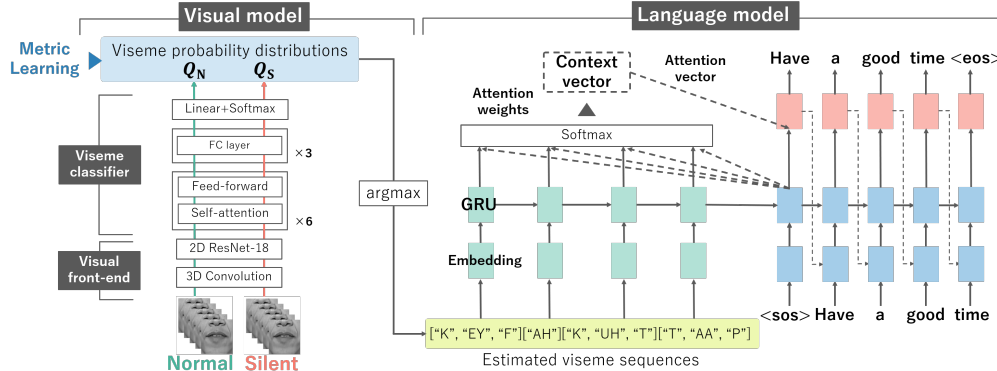 Visual model
Metric
Learning
Viseme probability distributions
Q_N
Q_S
Linear+Softmax
FC layer
×3
Viseme
classifier
Feed-forward
Self-attention
×6
Visual
front-end
2D ResNet-18
3D Convolution
Normal
Silent
argmax
Language model
Context
vector
Attention
vector
Attention
weights
Softmax
Have a good time <eos>
GRU
Embedding
<sos> Have a good time
["K", "EY", "F"]["AH"]["K", "UH", "T"]["T", "AA", "P"]
Estimated viseme sequences